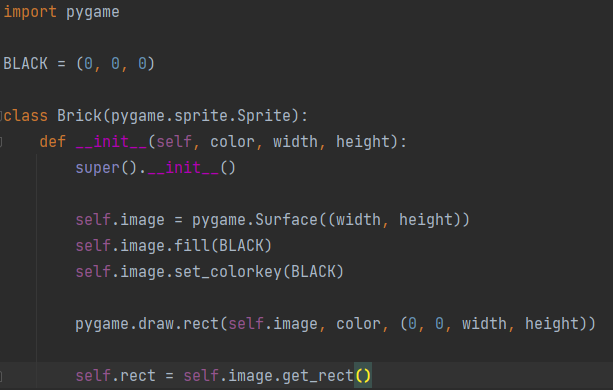 import pygame
BLACK = (0, 0, 0)
class Brick(pygame.sprite.Sprite):
    def __init__(self, color, width, height):
        super().__init__()
        self.image = pygame.Surface((width, height))
        self.image.fill(BLACK)
        self.image.set_colorkey(BLACK)
        pygame.draw.rect(self.image, color, (0, 0, width, height))
        self.rect = self.image.get_rect()